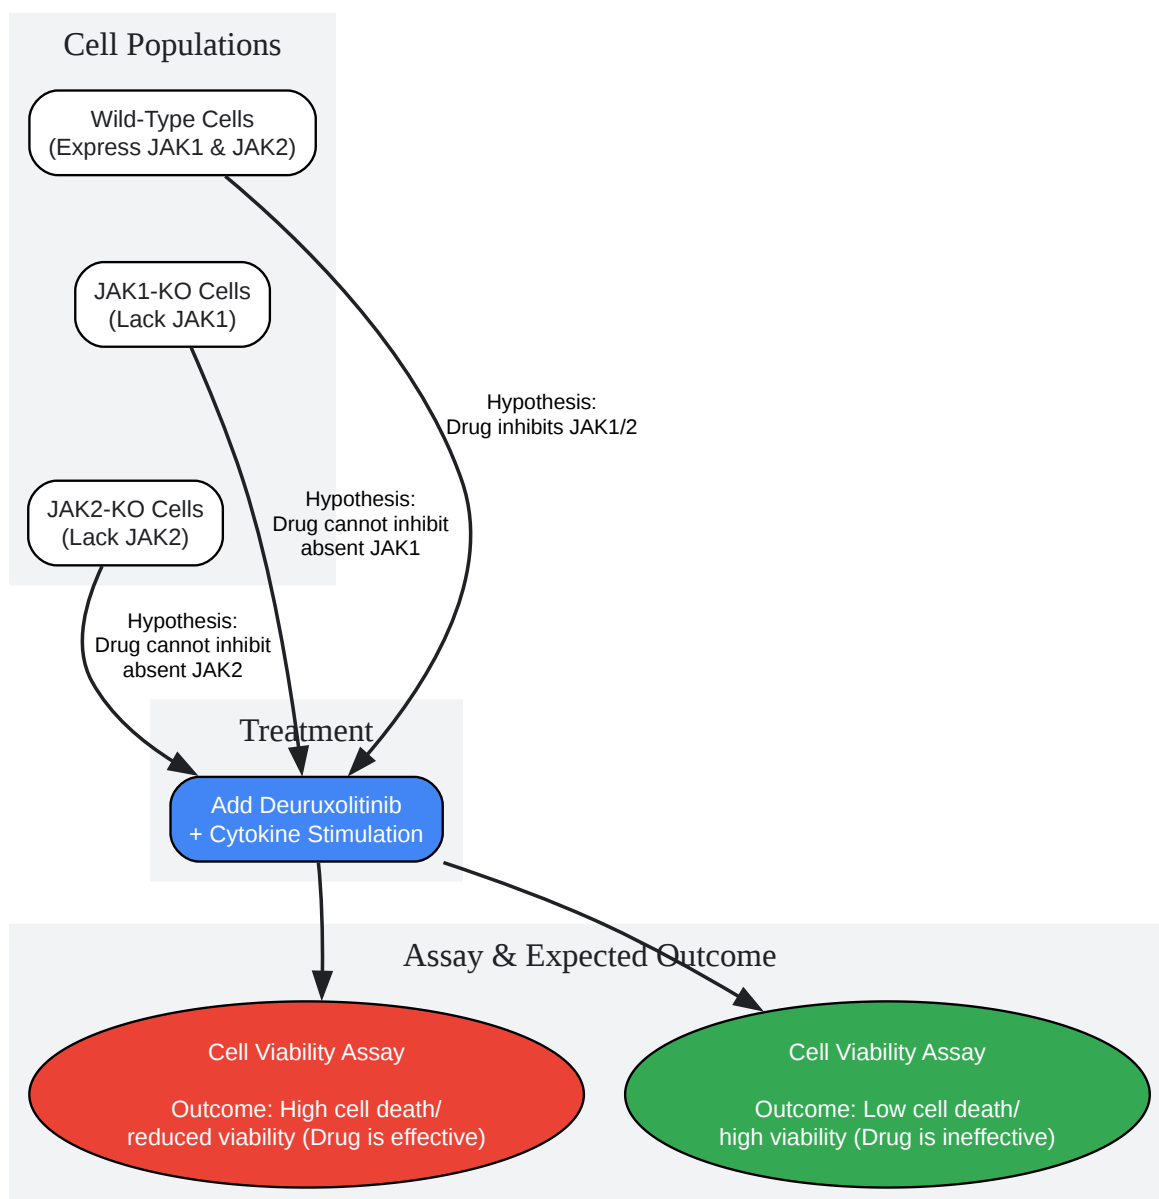 Cell Populations
Wild-Type Cells
(Express JAK1 & JAK2)
JAK1-KO Cells
(Lack JAK1)
Hypothesis:
Drug inhibits JAK1/2
JAK2-KO Cells
(Lack JAK2)
Hypothesis:
Drug cannot inhibit
absent JAK1
Hypothesis:
Drug cannot inhibit
absent JAK2
Treatment
Add Deuruxolitinib
+ Cytokine Stimulation
Assay & Expected Outcome
Cell Viability Assay
Outcome: High cell death/
reduced viability (Drug is effective)
Cell Viability Assay
Outcome: Low cell death/
high viability (Drug is ineffective)